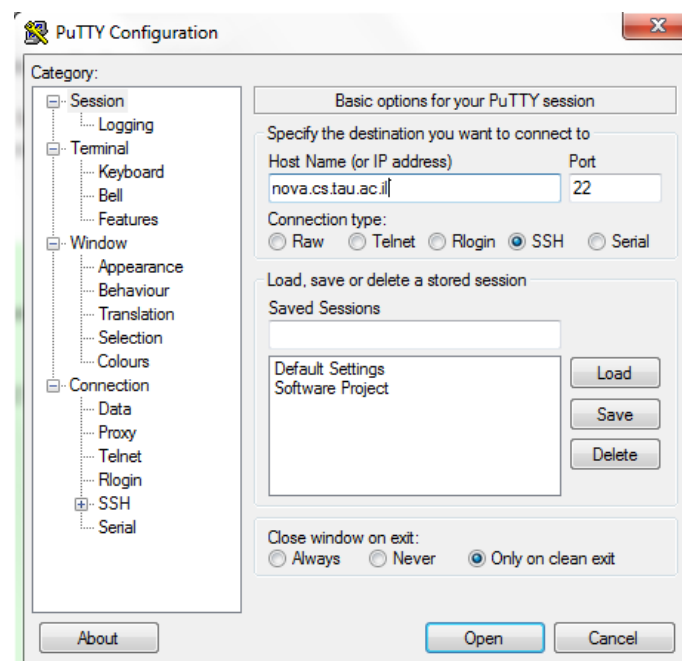 PuTTY Configuration
x
Category:
Session
Logging
Terminal
Keyboard
Bell
Features
Window
Appearance
Behaviour
Translation
Selection
Colours
Connection
Data
Proxy
Telnet
Rlogin
SSH
Serial
Basic options for your PuTTY session
Specify the destination you want to connect to
Host Name (or IP address) Port
nova.cs.tau.ac.il 22
Connection type:
Raw Telnet Rlogin SSH Serial
Load, save or delete a stored session
Saved Sessions
Default Settings
Software Project
Load
Save
Delete
Close window on exit:
Always Never Only on clean exit
About Open Cancel